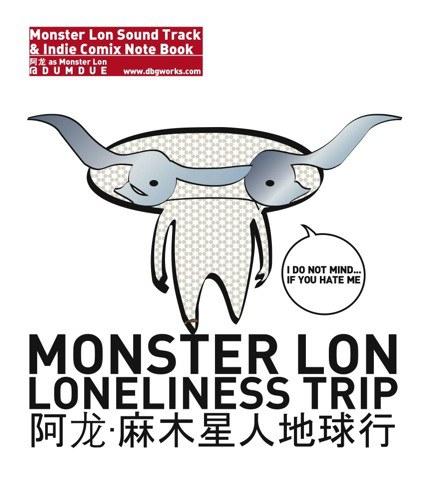 Monster Lon Sound Track
& Indie Comix Note Book
阿龙 as Monster Lon
@DUMDUE www.dbgworks.com
I DO NOT MIND...
IF YOU HATE ME
MONSTER LON
LONELINESS TRIP
阿龙·麻木星人地球行